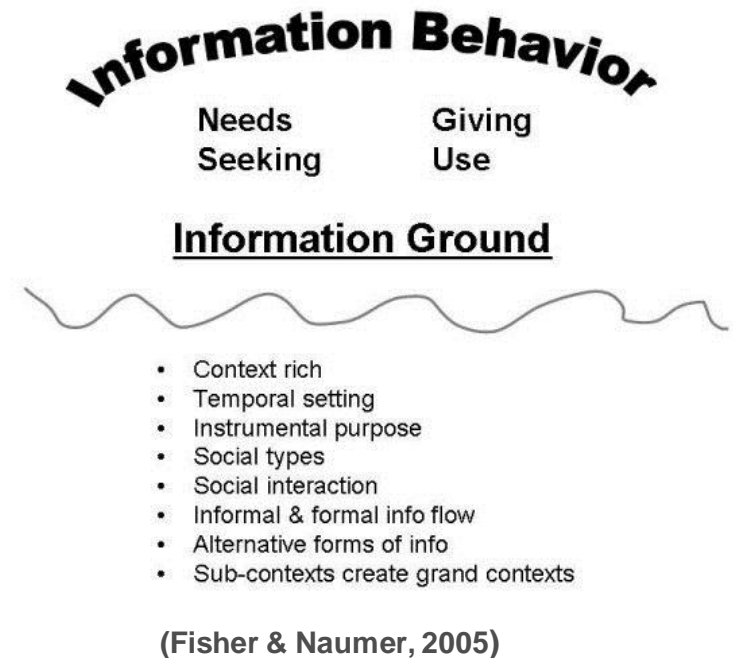 Information Behavior
Needs Giving
Seeking Use
Information Ground
• Context rich
• Temporal setting
• Instrumental purpose
• Social types
• Social interaction
• Informal & formal info flow
• Alternative forms of info
• Sub-contexts create grand contexts
(Fisher & Naumer, 2005)